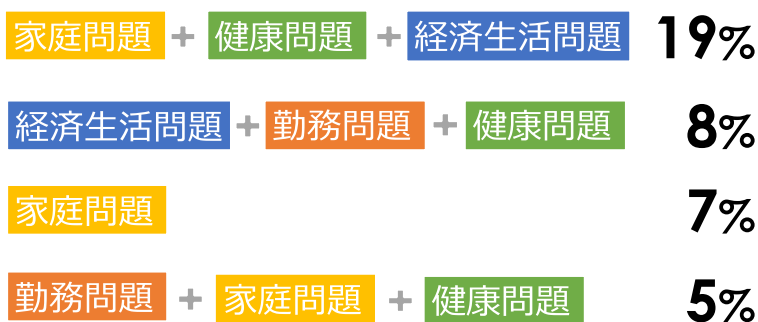 家庭問題 + 健康問題 + 経済生活問題 19%
経済生活問題 + 勤務問題 + 健康問題 8%
家庭問題 7%
勤務問題 + 家庭問題 + 健康問題 5%